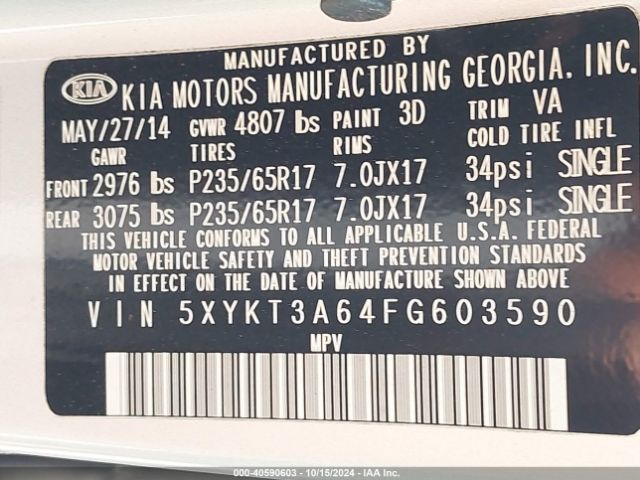 MANUFACTURED BY
KIA KIA MOTORS MANUFACTURING GEORGIA, INC.
MAY/27/14 GVWR 4807 lbs PAINT 3D TRIM VA
GAWR TIRES RIMS COLD TIRE INFL
FRONT 2976 lbs P235/65R17 7.0JX17 34psi SINGLE
REAR 3075 lbs P235/65R17 7.0JX17 34psi SINGLE
THIS VEHICLE CONFORMS TO ALL APPLICABLE U.S.A. FEDERAL
MOTOR VEHICLE SAFETY AND THEFT PREVENTION STANDARDS
IN EFFECT ON THE DATE OF MANUFACTURE SHOWN ABOVE
VIN 5XYKT3A64FG603590
MPV
000-40590603 - 10/15/2024 - IAA Inc.